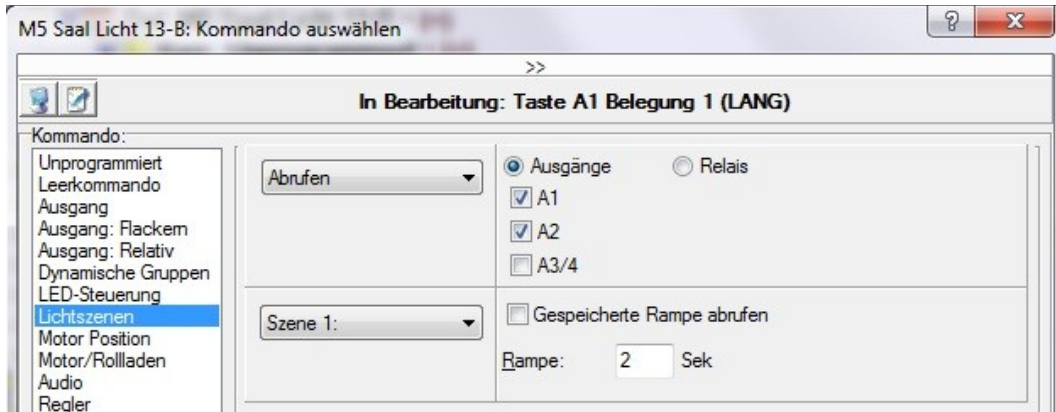 M5 Saal Licht 13-B: Kommando auswählen
>>
In Bearbeitung: Taste A1 Belegung 1 (LANG)
Kommando:
Unprogrammiert
Leerkommando
Ausgang
Ausgang: Flackern
Ausgang: Relativ
Dynamische Gruppen
LED-Steuerung
Lichtszenen
Motor Position
Motor/Rollladen
Audio
Regler
Abrufen
Ausgänge Relais
A1
A2
A3/4
Szene 1:
Gespeicherte Rampe abrufen
Rampe: 2 Sek